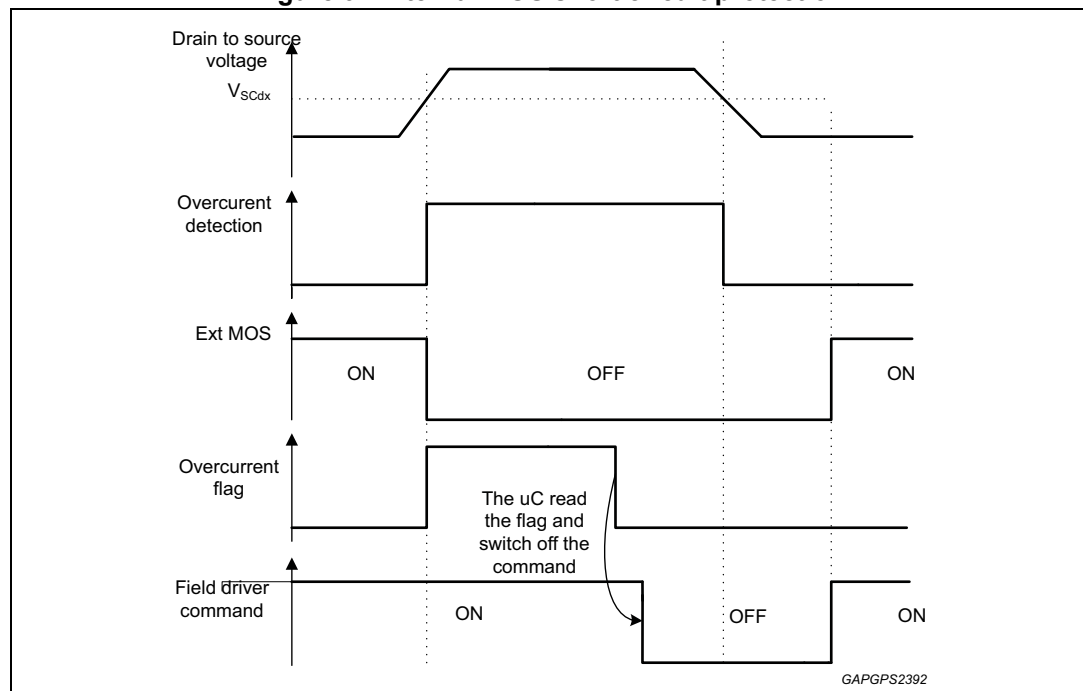 Drain to source
voltage
V_SCdx
Overcurent
detection
Ext MOS
ON
OFF
ON
Overcurrent
flag
The uC read
the flag and
switch off the
command
Field driver
command
ON
OFF
ON
GAPGPS2392